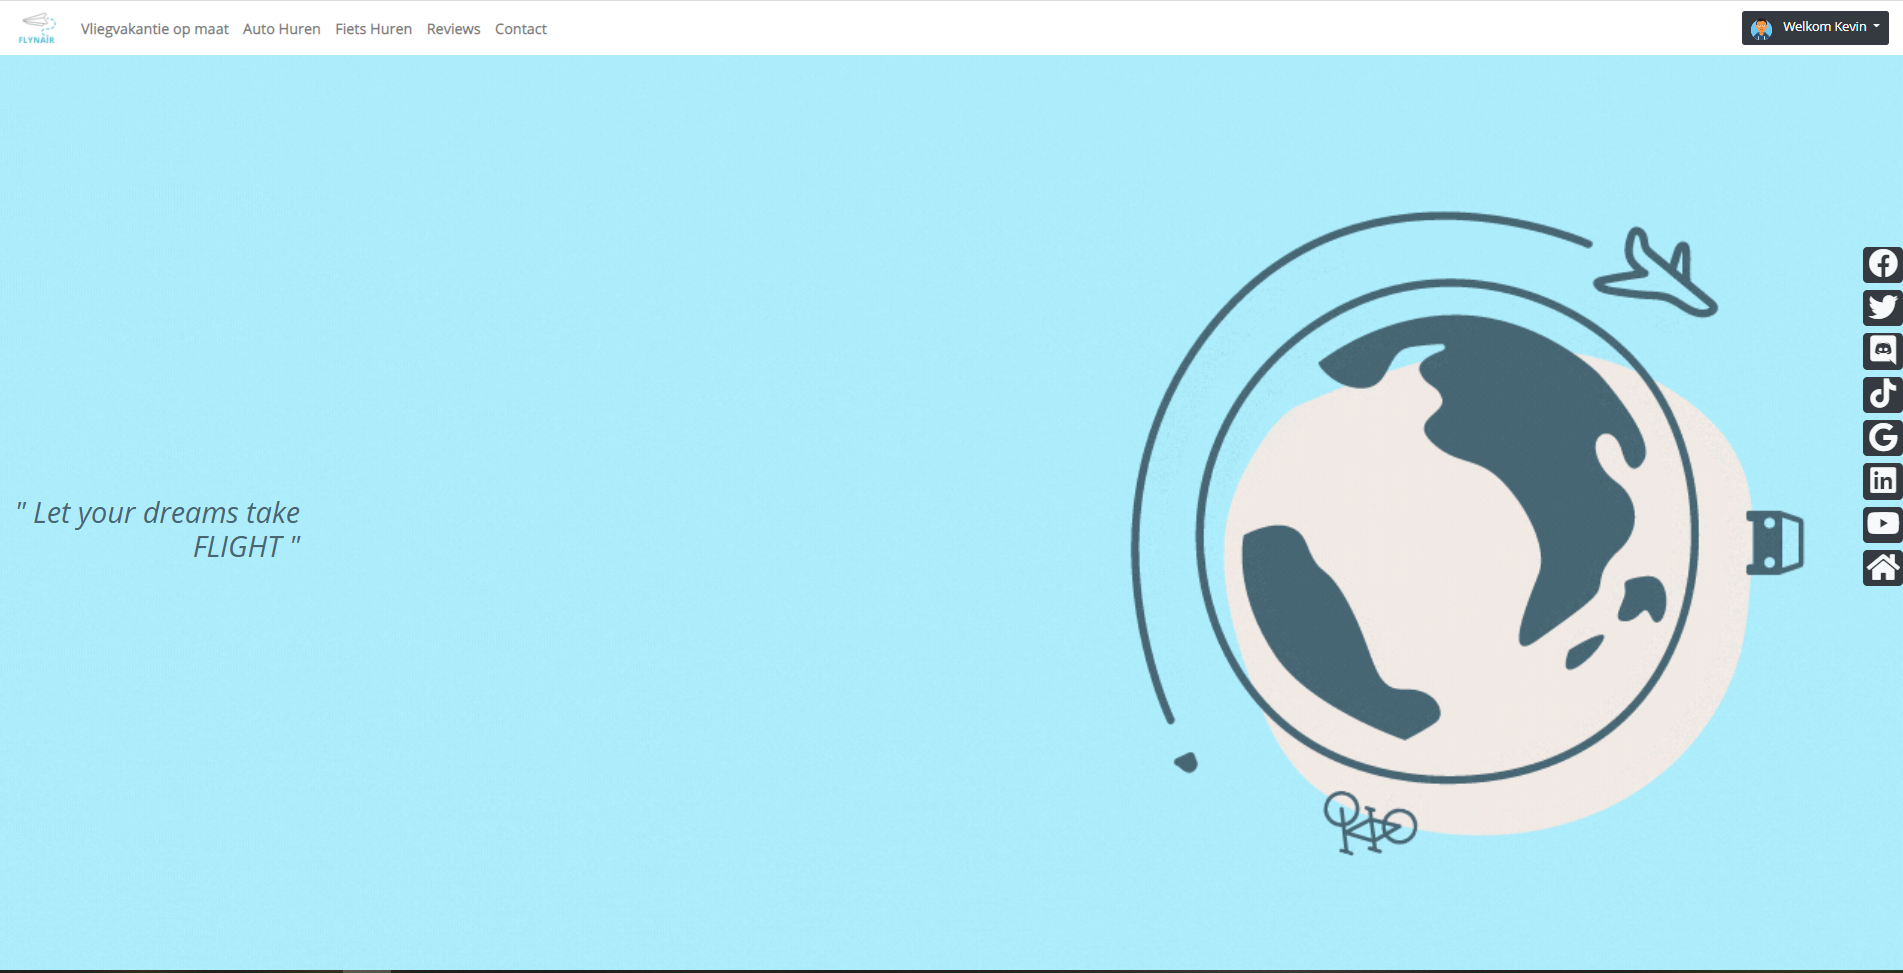 FLYNAIR
Vliegvakantie op maat
Auto Huren
Fiets Huren
Reviews
Contact
Welkom Kevin
" Let your dreams take
FLIGHT "